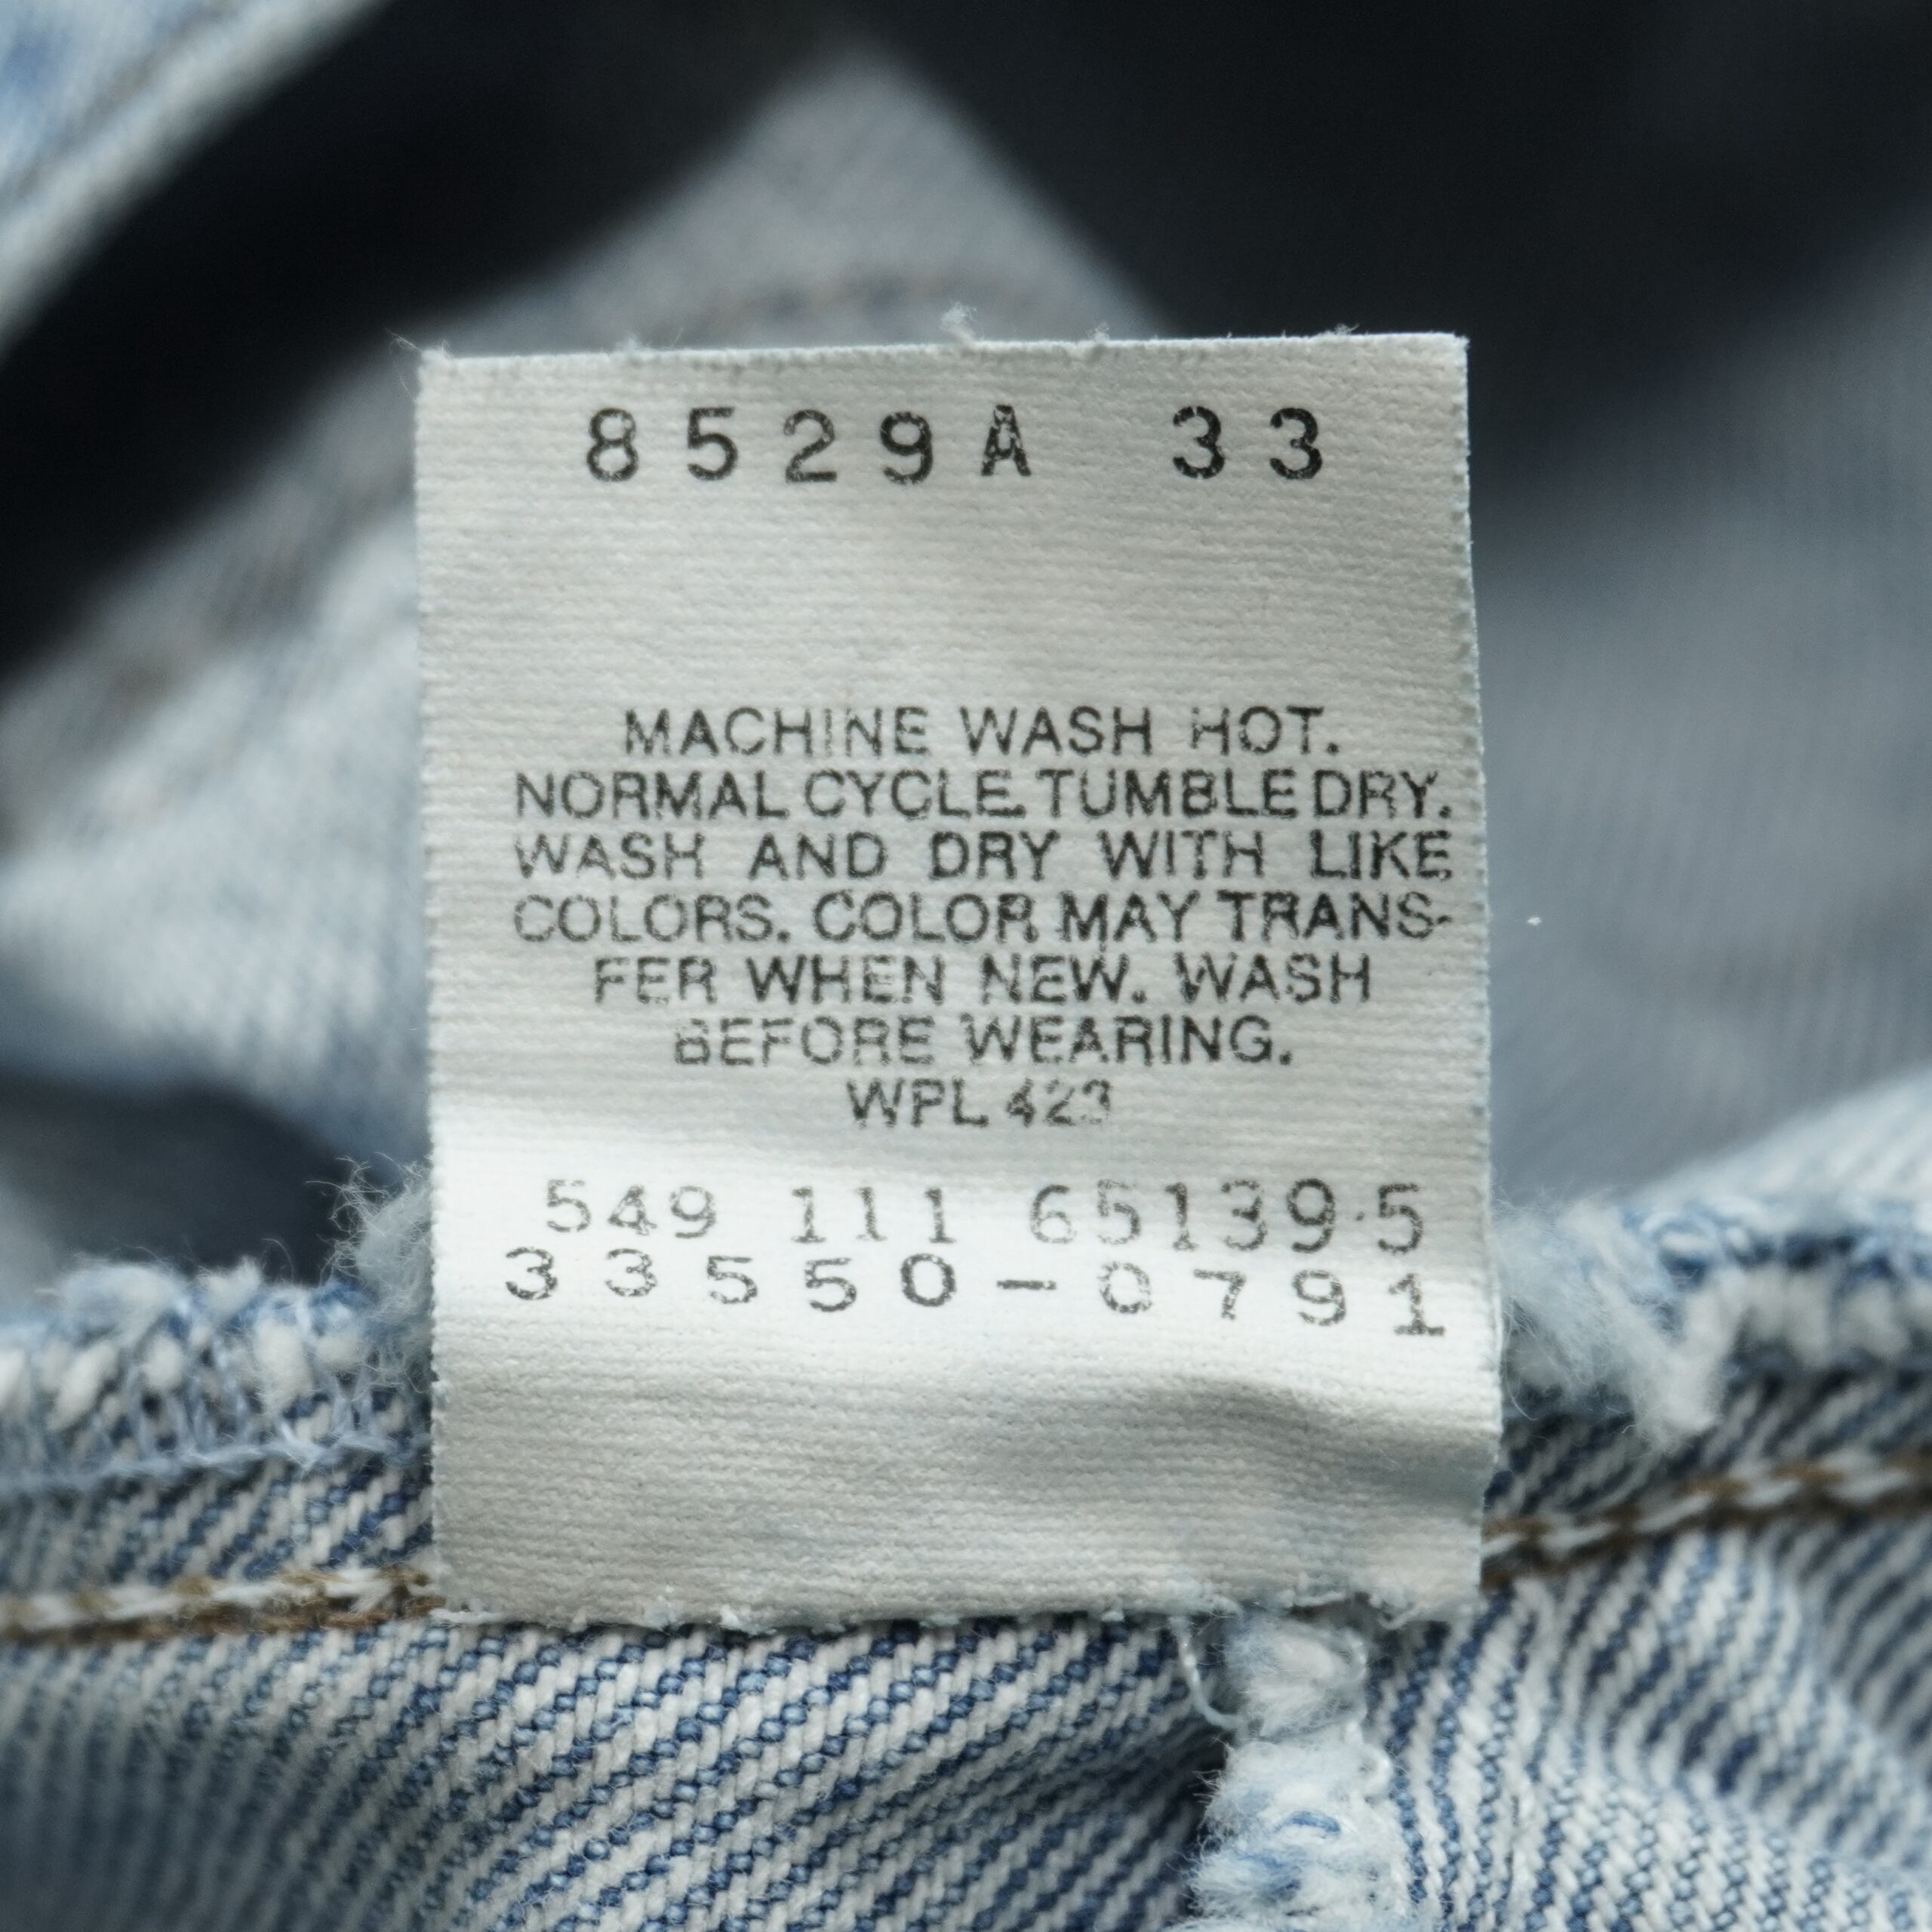 8529A 33
MACHINE WASH HOT.
NORMAL CYCLE. TUMBLE DRY.
WASH AND DRY WITH LIKE
COLORS. COLOR MAY TRANS-
FER WHEN NEW. WASH
BEFORE WEARING.
WPL 423
549 111 65139·5
33550-0791